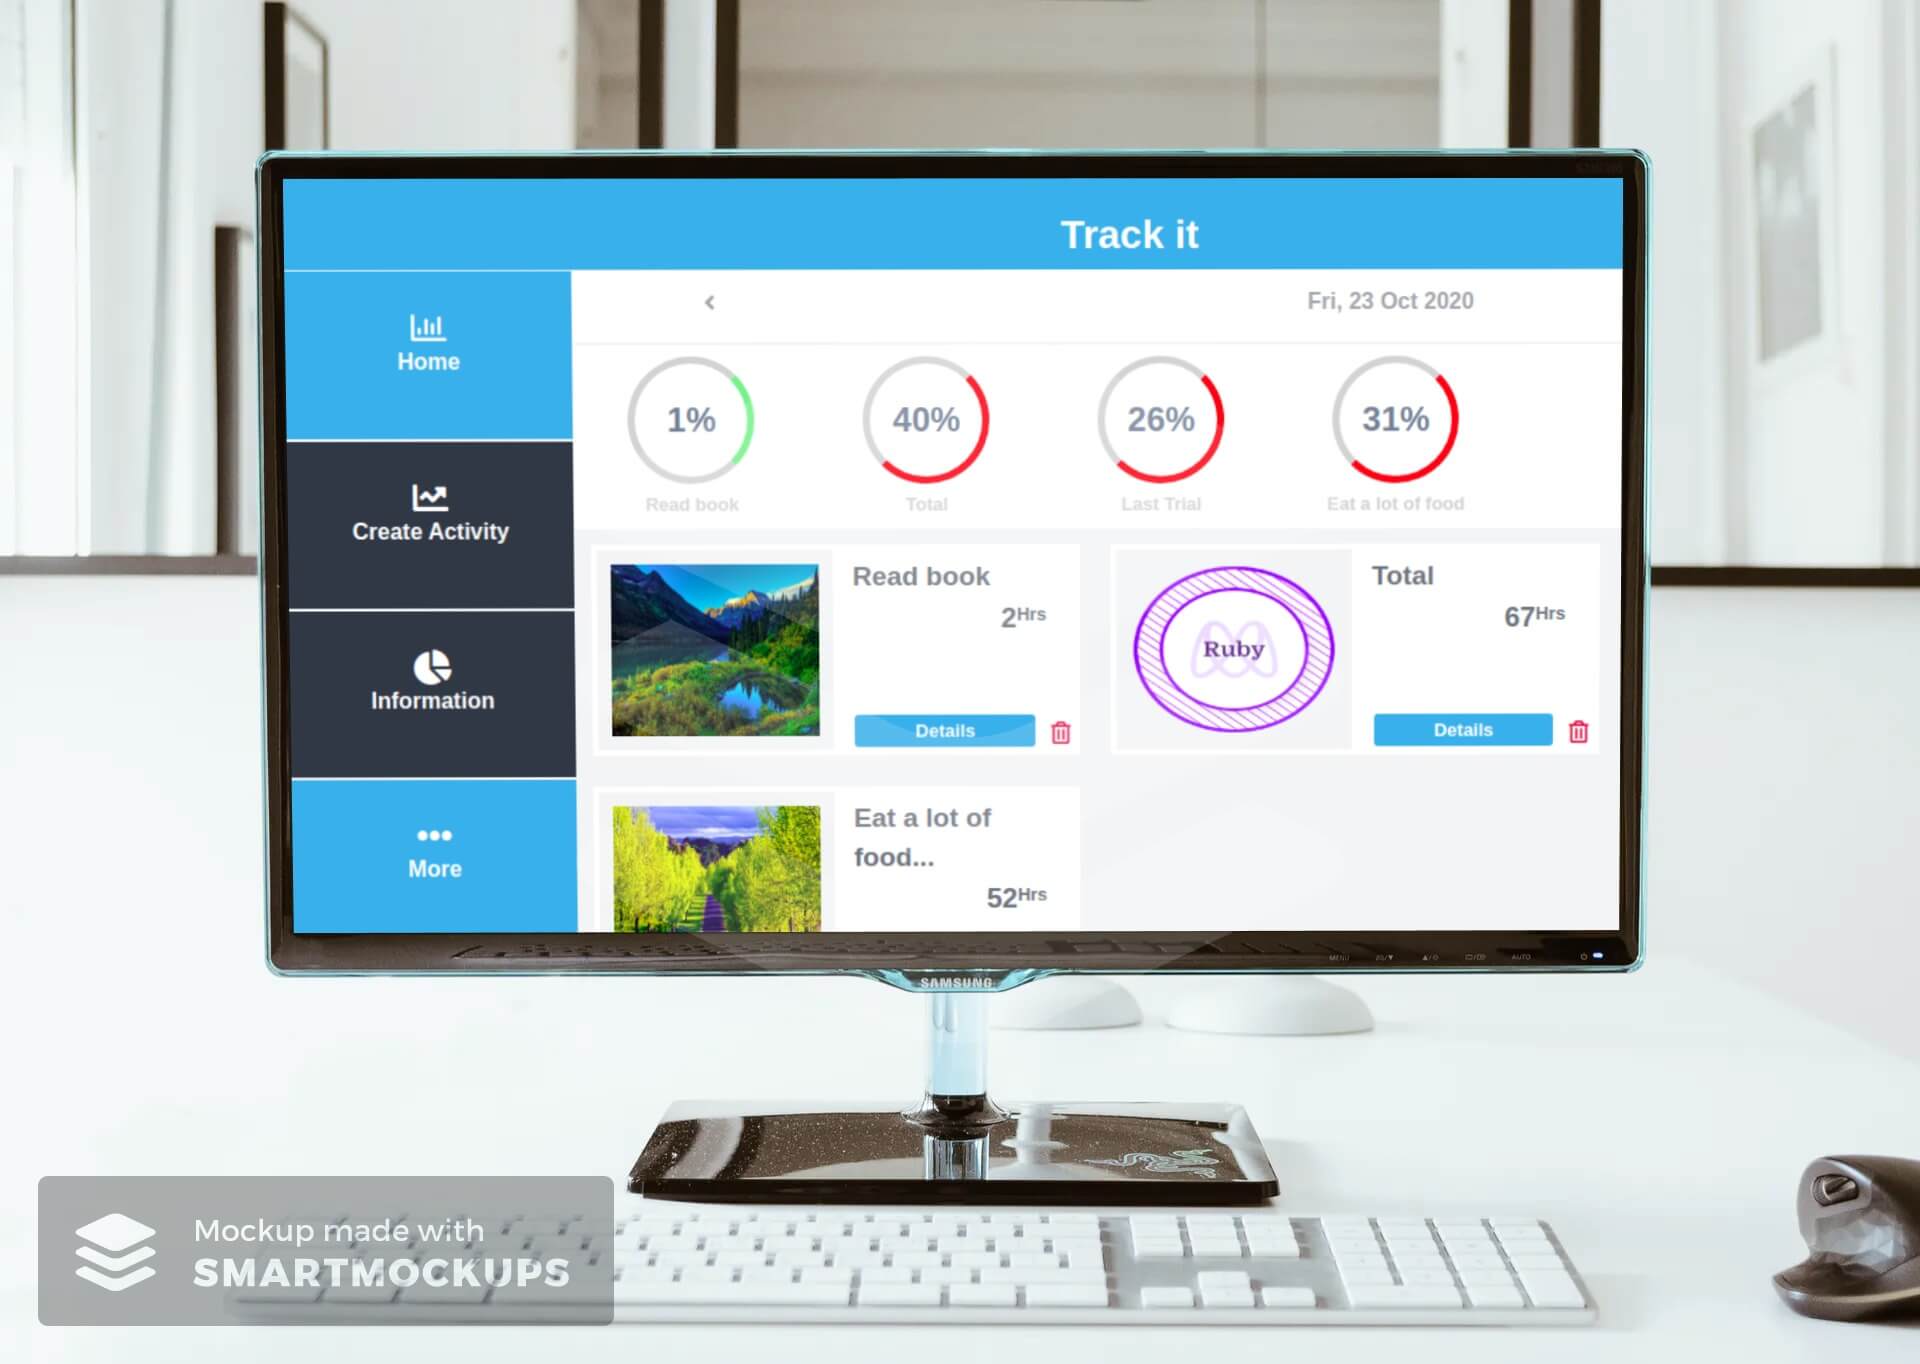 Track it
Fri, 23 Oct 2020
Home
Create Activity
Information
More
1%
40%
26%
31%
Read book
Total
Last Trial
Eat a lot of food
Read book
2Hrs
Details
Ruby
Total
67Hrs
Details
Eat a lot of
food...
52Hrs
MENU
AUTO
SAMSUNG
Mockup made with
SMARTMOCKUPS